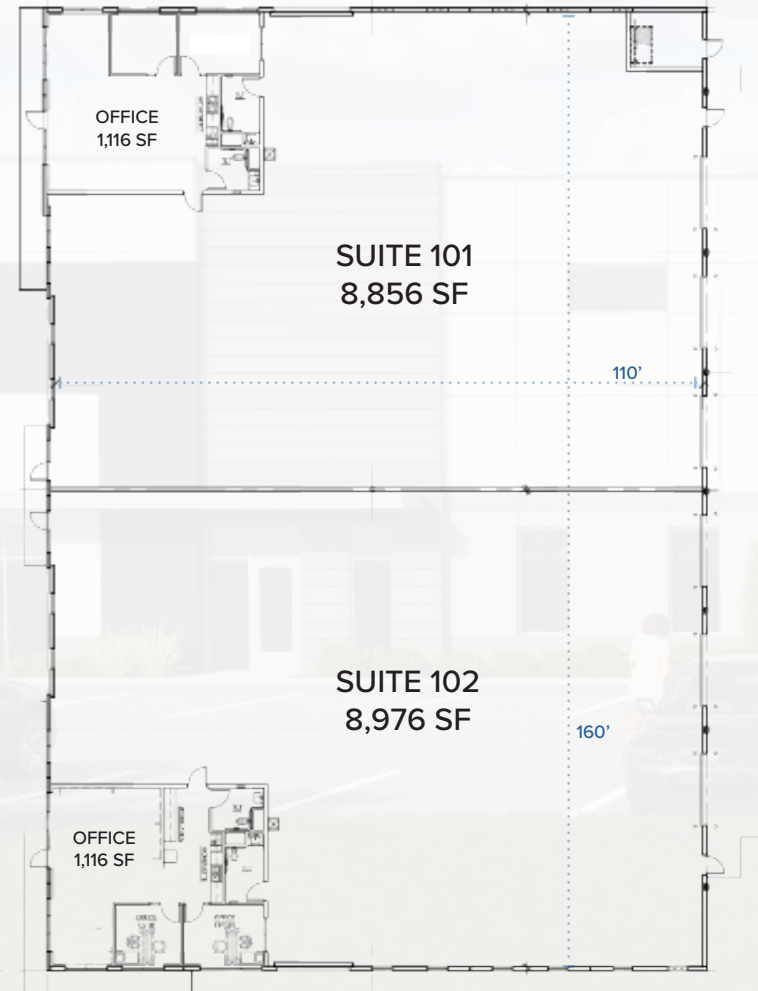 OFFICE
1,116 SF
SUITE 101
8,856 SF
110’
SUITE 102
8,976 SF
160’
OFFICE
1,116 SF